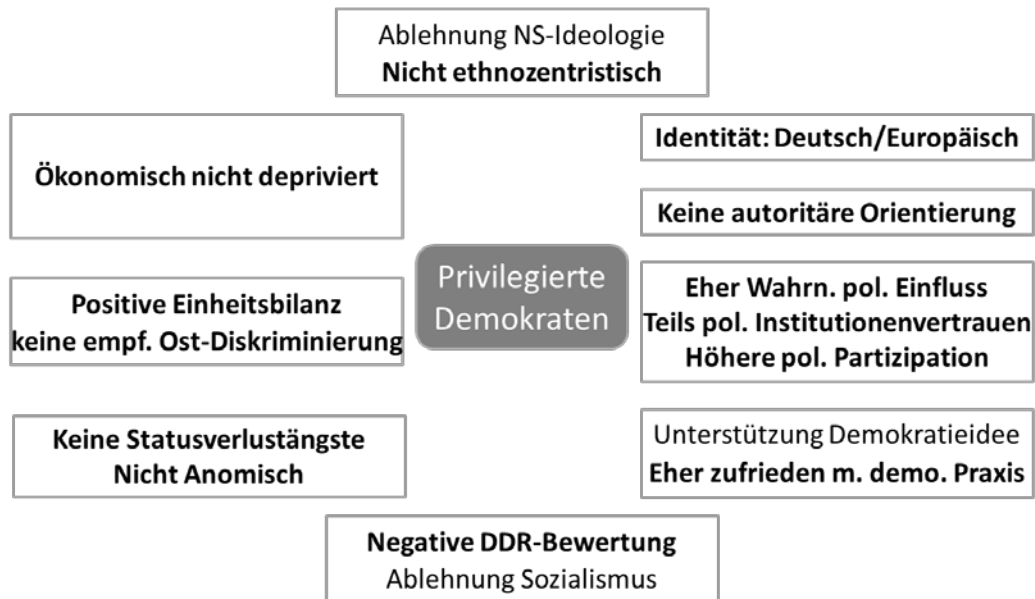 Ablehnung NS-Ideologie
Nicht ethnozentristisch
Ökonomisch nicht depriviert
Identität: Deutsch/Europäisch
Keine autoritäre Orientierung
Privilegierte
Demokraten
Positive Einheitsbilanz
keine empf. Ost-Diskriminierung
Eher Wahrn. pol. Einfluss
Teils pol. Institutionenvertrauen
Höhere pol. Partizipation
Keine Statusverlustängste
Nicht Anomisch
Unterstützung Demokratieidee
Eher zufrieden m. demo. Praxis
Negative DDR-Bewertung
Ablehnung Sozialismus